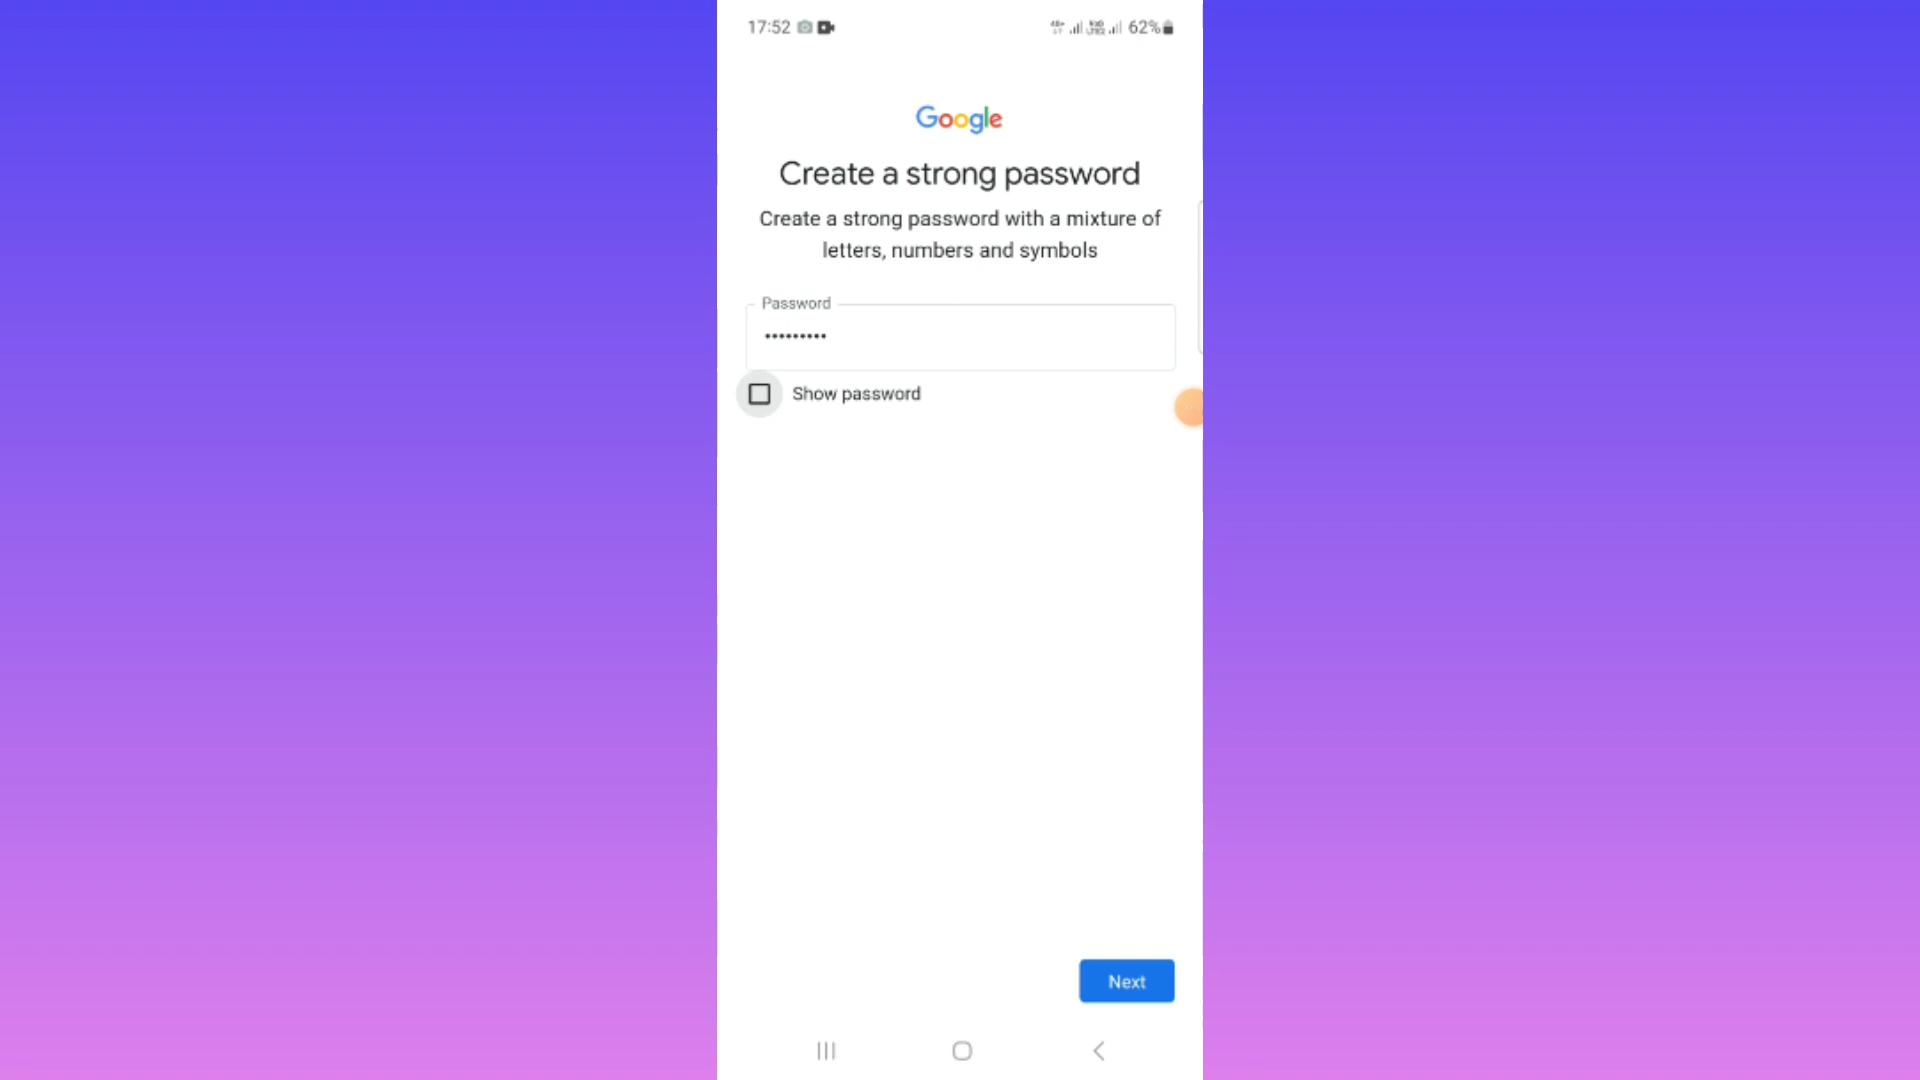 17:52 62%
Google
Create a strong password
Create a strong password with a mixture of
letters, numbers and symbols
Password
•••••••••
Show password
Next